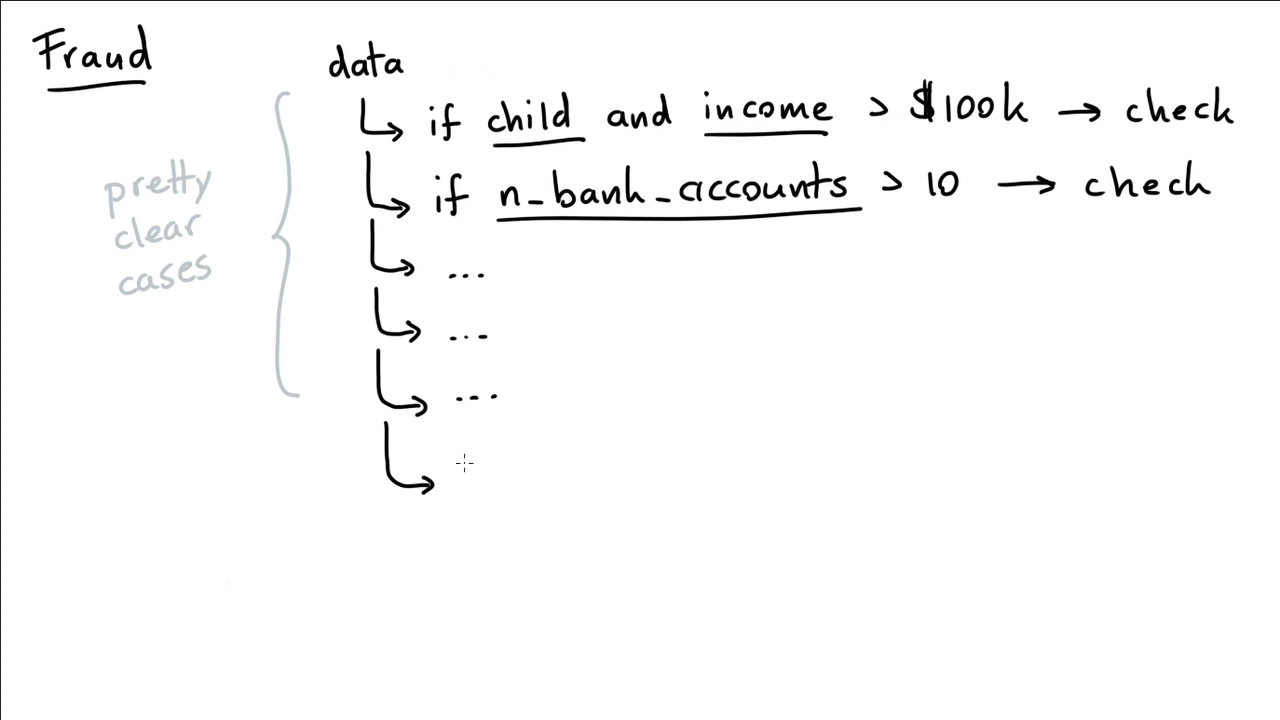 Fraud
data
if child and income > $100k → check
if n_bank_accounts > 10 → check
...
...
...
pretty
clear
cases